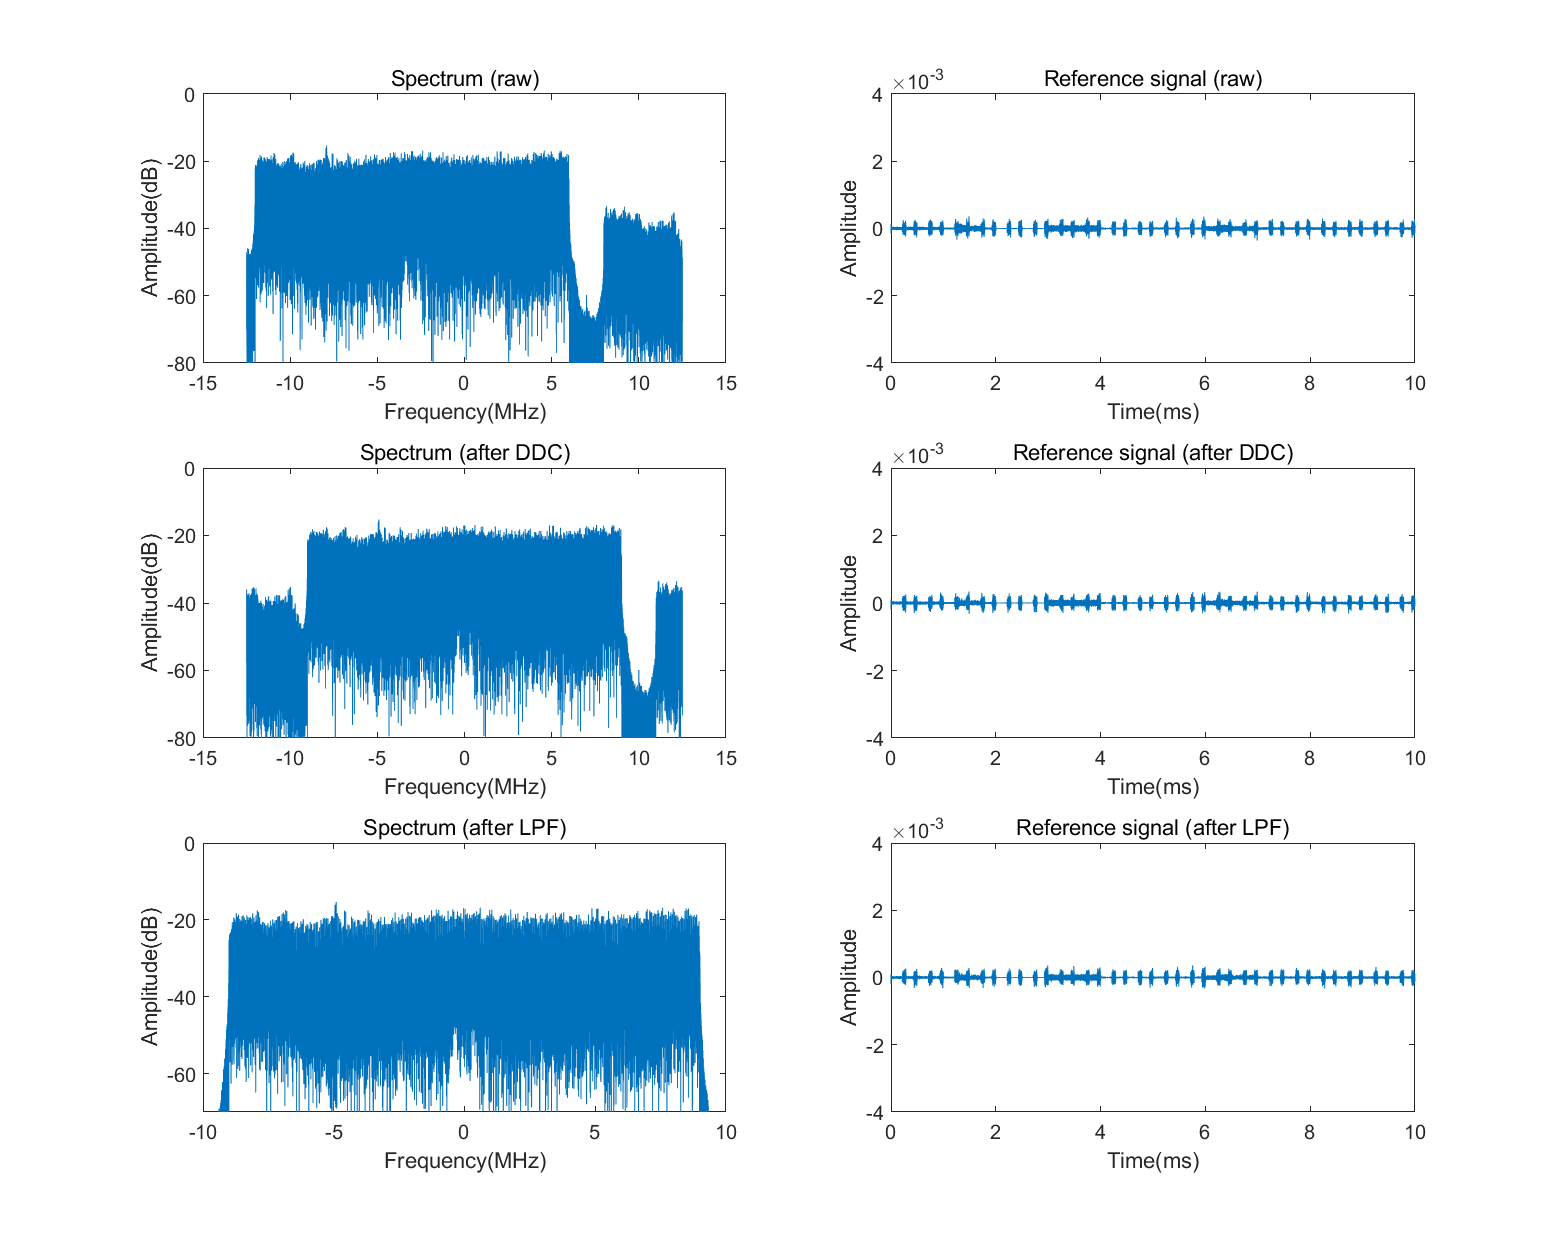 Spectrum (raw)
0
-20
-40
-60
-80
Amplitude(dB)
-15 -10 -5 0 5 10 15
Frequency(MHz)
Reference signal (raw)
×10-3
4
2
0
-2
-4
Amplitude
0 2 4 6 8 10
Time(ms)
Spectrum (after DDC)
0
-20
-40
-60
-80
Amplitude(dB)
-15 -10 -5 0 5 10 15
Frequency(MHz)
Reference signal (after DDC)
×10-3
4
2
0
-2
-4
Amplitude
0 2 4 6 8 10
Time(ms)
Spectrum (after LPF)
0
-20
-40
-60
Amplitude(dB)
-10 -5 0 5 10
Frequency(MHz)
Reference signal (after LPF)
×10-3
4
2
0
-2
-4
Amplitude
0 2 4 6 8 10
Time(ms)